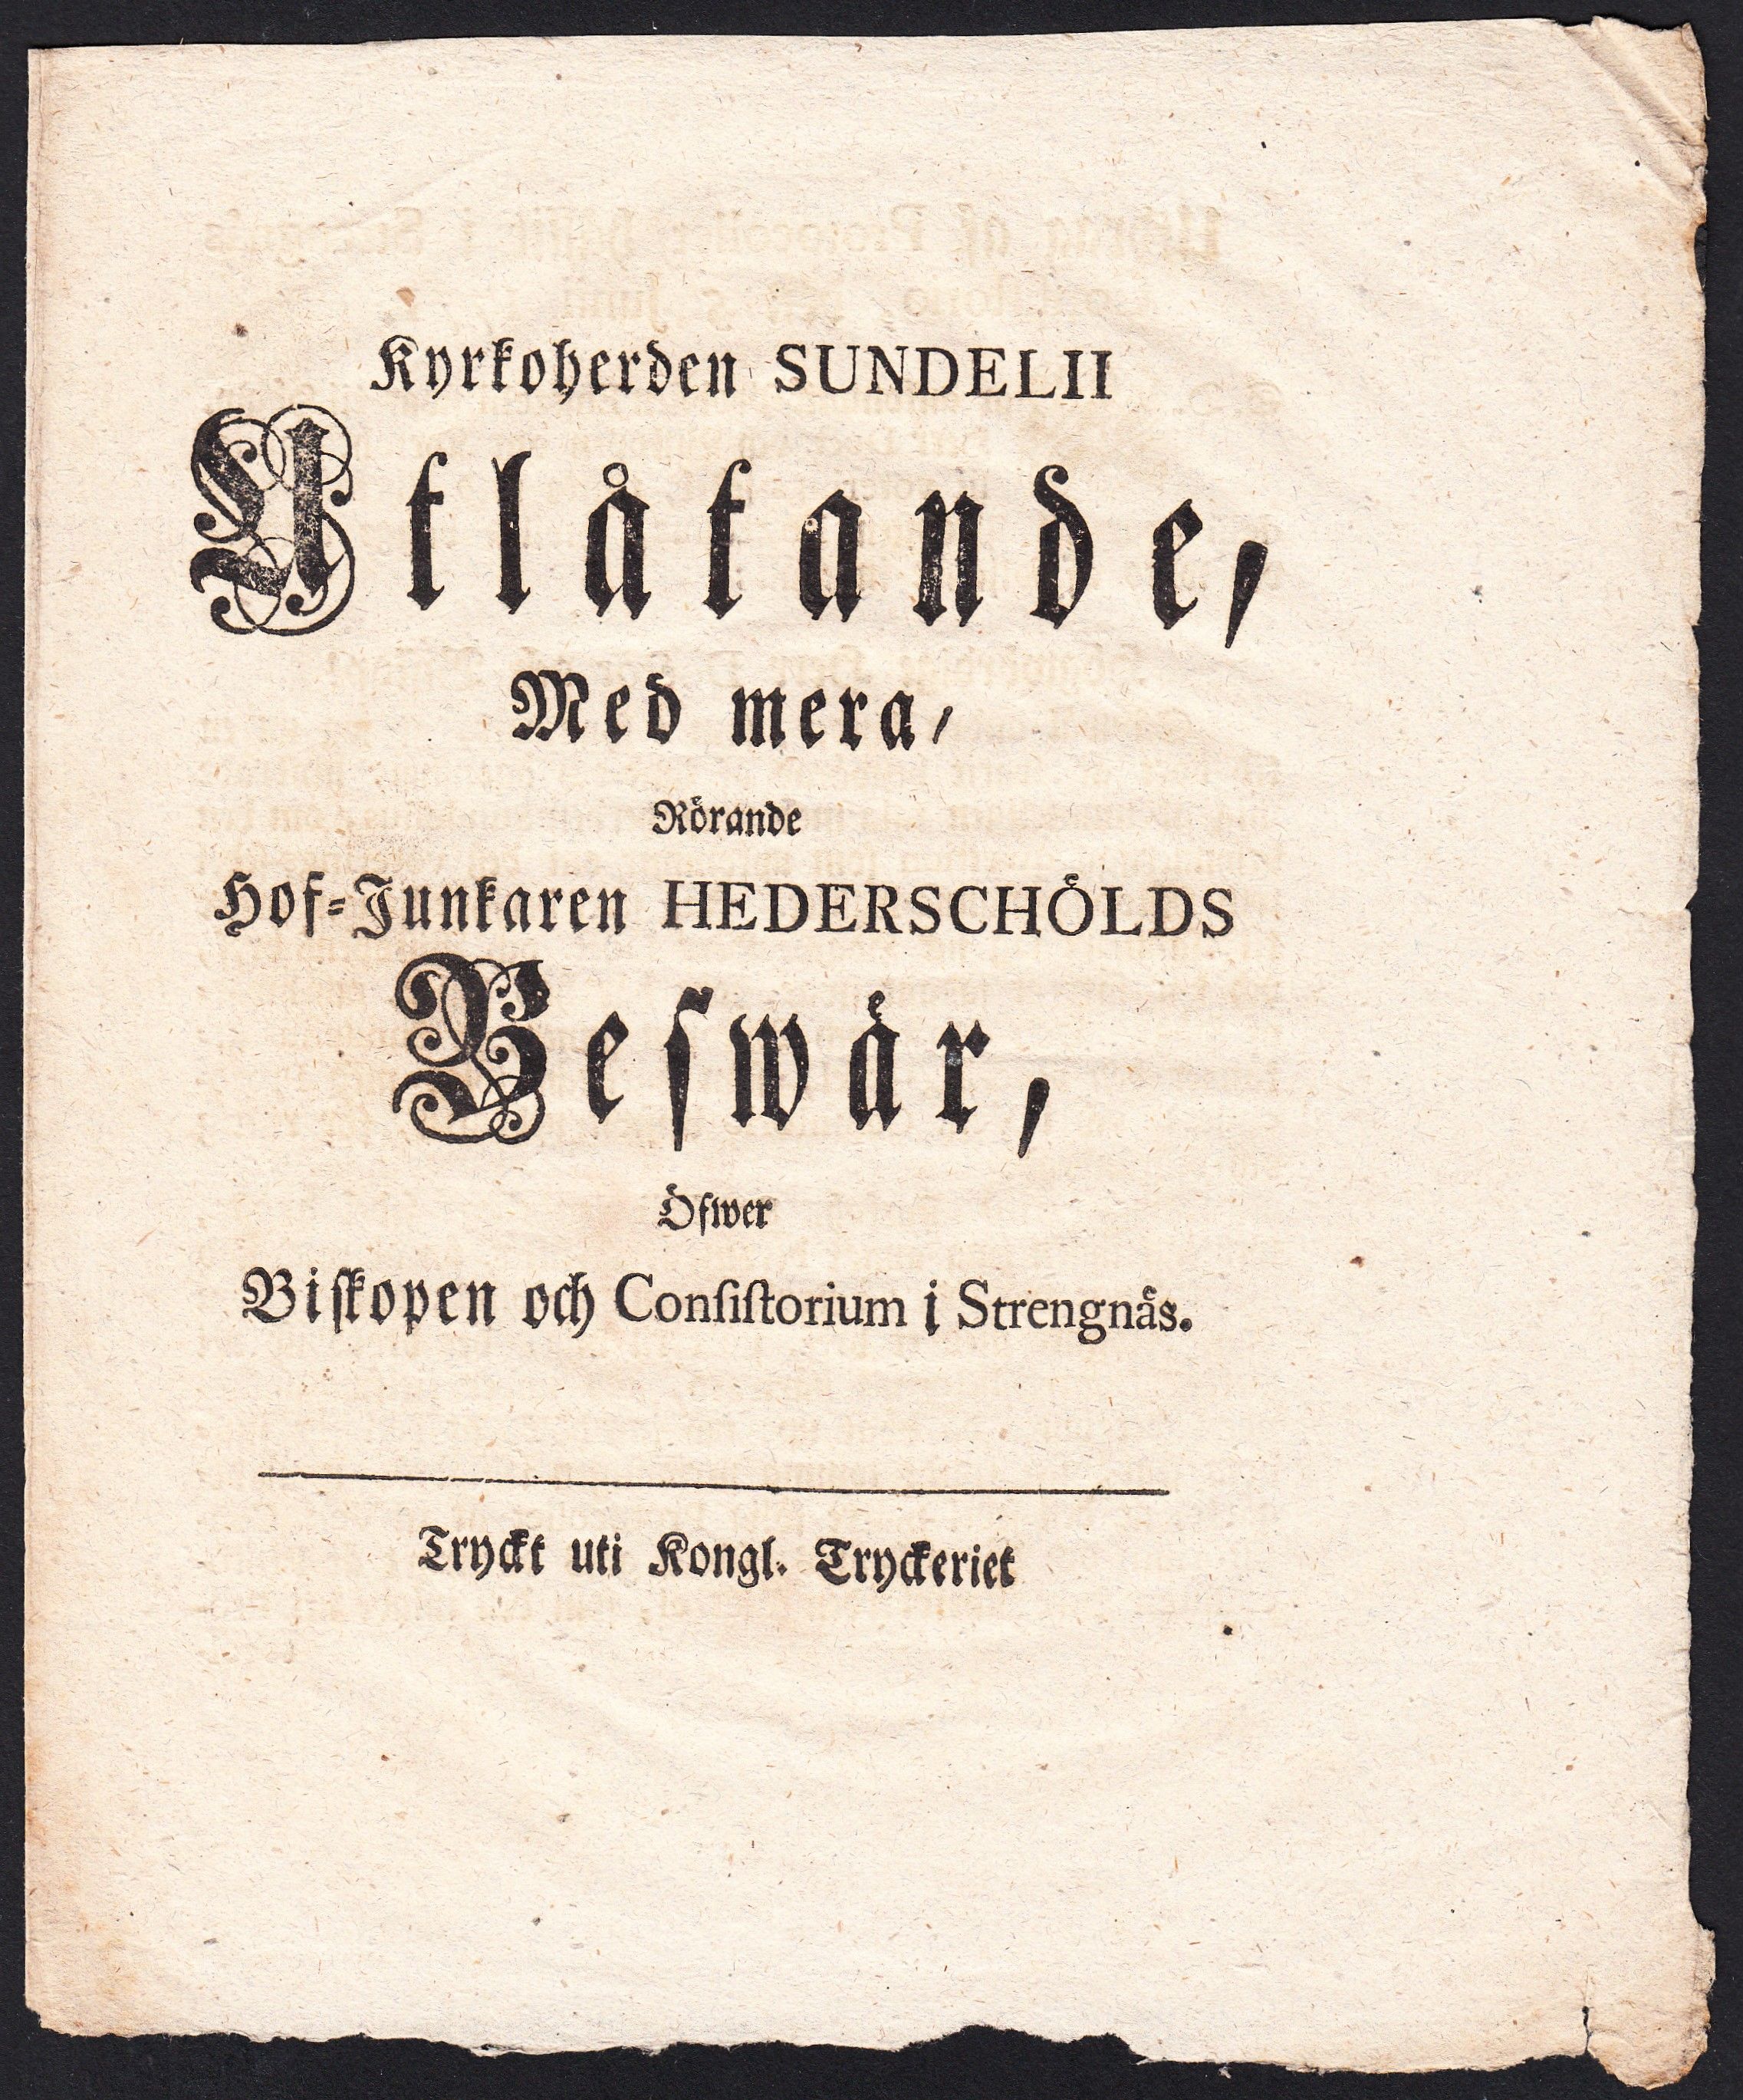 Kyrkoherden SUNDELII
Utlåtande,
Med mera,
Rörande
Hof-Junkaren HEDERSCHÖLDS
Beswär,
Öfwer
Biskopen och Consistorium i Strengnäs.
Tryckt uti Kongl. Tryckeriet